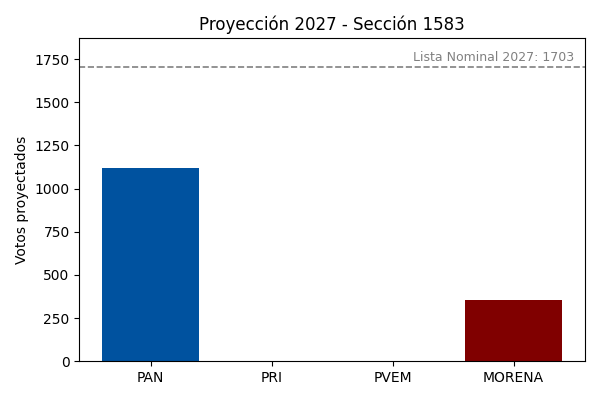 Proyección 2027 - Sección 1583
Lista Nominal 2027: 1703
Votos proyectados
1750
1500
1250
1000
750
500
250
0
PAN PRI PVEM MORENA